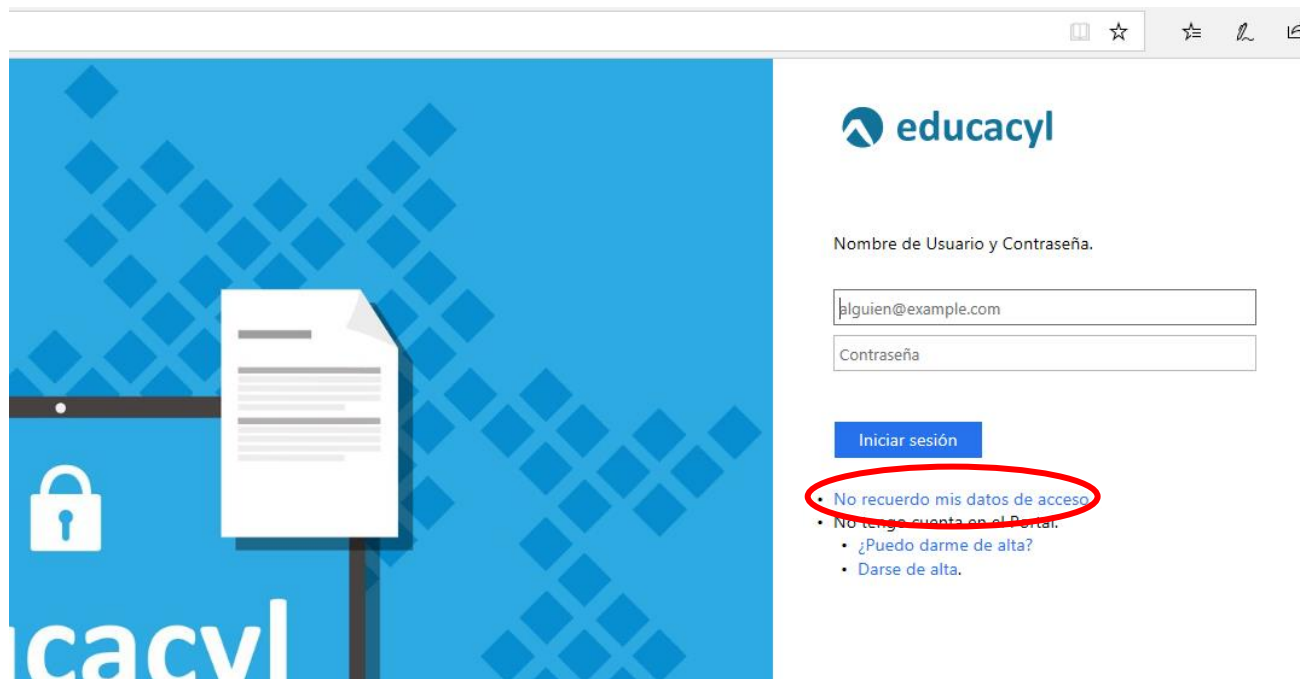 educacyl
Nombre de Usuario y Contraseña.
alguien@example.com
Contraseña
Iniciar sesión
No recuerdo mis datos de acceso
No tengo cuenta en el Portal.
¿Puedo darme de alta?
Darse de alta.
ucacyl